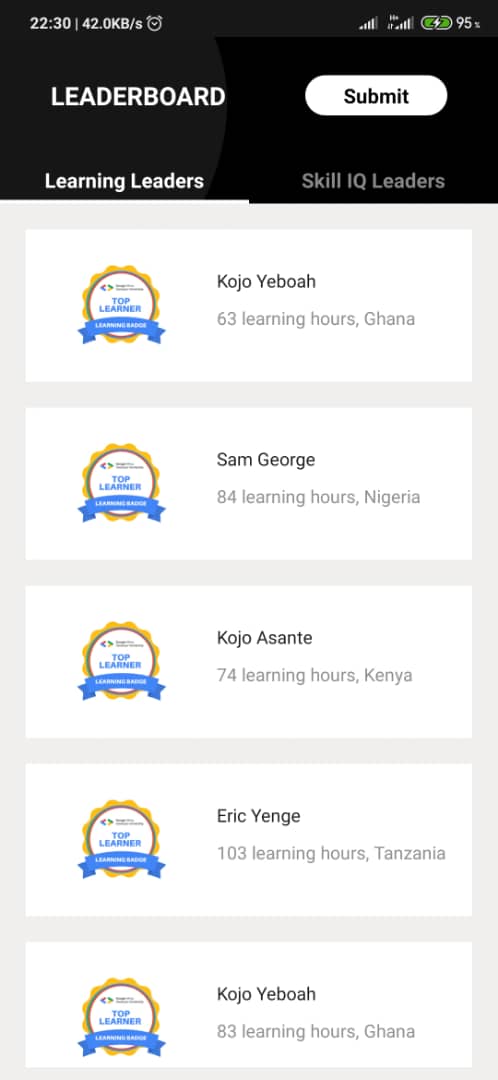 22:30 | 42.0KB/s
H+
95%
LEADERBOARD
Submit
Learning Leaders
Skill IQ Leaders
TOP
LEARNER
LEARNING BADGE
Kojo Yeboah
63 learning hours, Ghana
TOP
LEARNER
LEARNING BADGE
Sam George
84 learning hours, Nigeria
TOP
LEARNER
LEARNING BADGE
Kojo Asante
74 learning hours, Kenya
TOP
LEARNER
LEARNING BADGE
Eric Yenge
103 learning hours, Tanzania
TOP
LEARNER
LEARNING BADGE
Kojo Yeboah
83 learning hours, Ghana